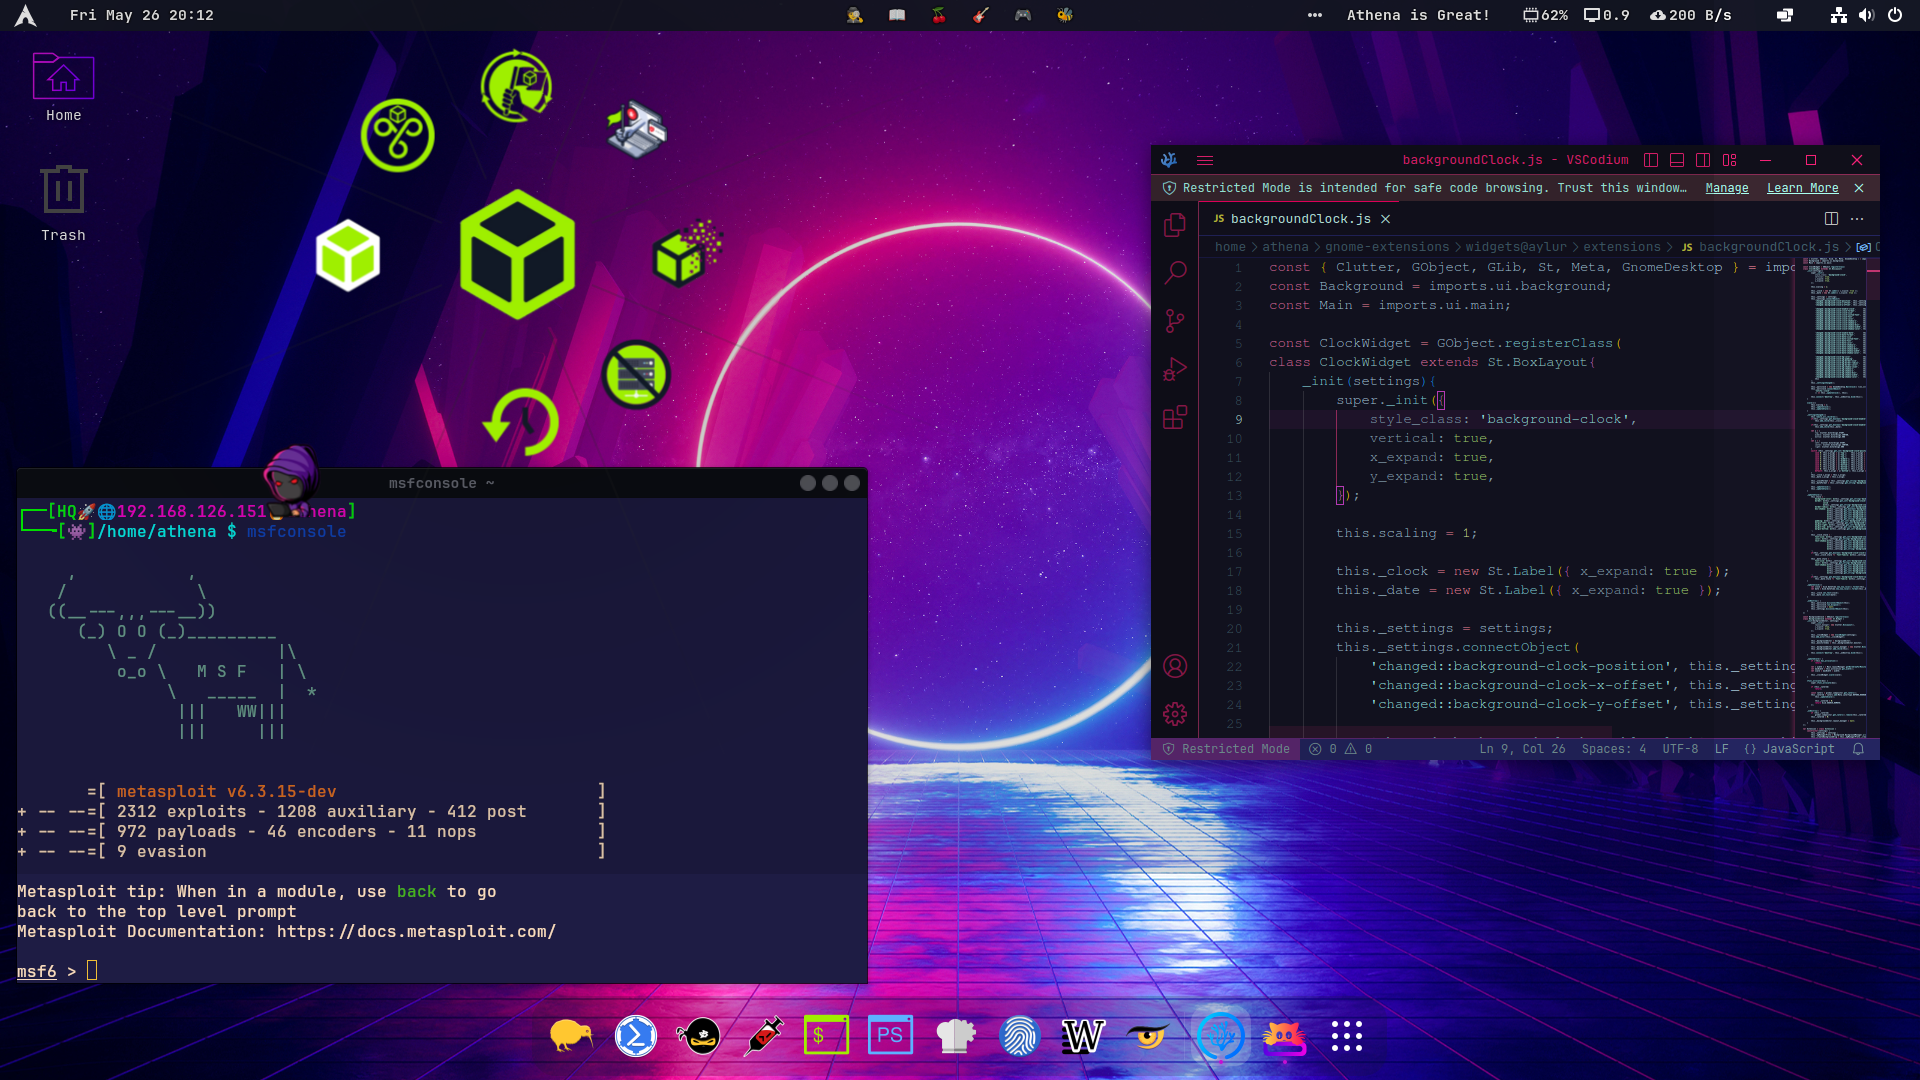 Fri May 26 20:12
Athena is Great!
62%
0.9
200 B/s
Home
Trash
msfconsole ~
[HQ🚀🌐192.168.126.151
[👾]/home/athena $ msfconsole
M S F
=[ metasploit v6.3.15-dev ]
+ -- --=[ 2312 exploits - 1208 auxiliary - 412 post ]
+ -- --=[ 972 payloads - 46 encoders - 11 nops ]
+ -- --=[ 9 evasion ]
Metasploit tip: When in a module, use back to go
back to the top level prompt
Metasploit Documentation: https://docs.metasploit.com/
msf6 >
backgroundClock.js - VSCodium
Restricted Mode is intended for safe code browsing. Trust this window… Manage Learn More
JS backgroundClock.js
home > athena > gnome-extensions > widgets@aylur > extensions > JS backgroundClock.js >
1 const { Clutter, GObject, GLib, St, Meta, GnomeDesktop } = impo
2 const Background = imports.ui.background;
3 const Main = imports.ui.main;
4
5 const ClockWidget = GObject.registerClass(
6 class ClockWidget extends St.BoxLayout{
7 _init(settings){
8 super._init({
9 style_class: 'background-clock',
10 vertical: true,
11 x_expand: true,
12 y_expand: true,
13 });
14
15 this.scaling = 1;
16
17 this._clock = new St.Label({ x_expand: true });
18 this._date = new St.Label({ x_expand: true });
19
20 this._settings = settings;
21 this._settings.connectObject(
22 'changed::background-clock-position', this._setting
23 'changed::background-clock-x-offset', this._setting
24 'changed::background-clock-y-offset', this._setting
25
Restricted Mode 0 0 Ln 9, Col 26 Spaces: 4 UTF-8 LF {} JavaScript
$
PS
W